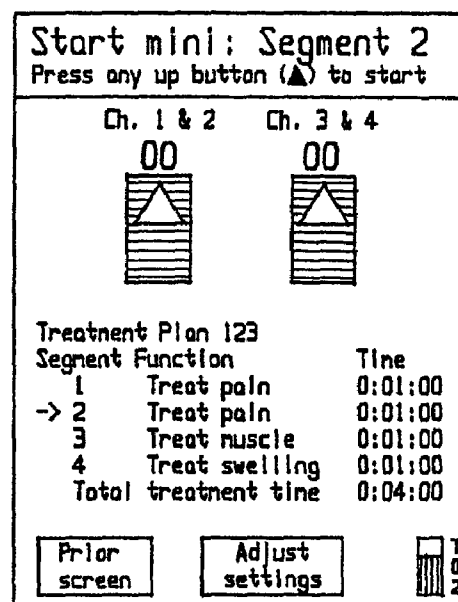 Start mini: Segment 2
Press any up button (▲) to start
Ch. 1 & 2 Ch. 3 & 4
00 00
Treatment Plan 123
Segment Function Time
1 Treat pain 0:01:00
-> 2 Treat pain 0:01:00
3 Treat muscle 0:01:00
4 Treat swelling 0:01:00
Total treatment time 0:04:00
Prior Adjust
screen settings